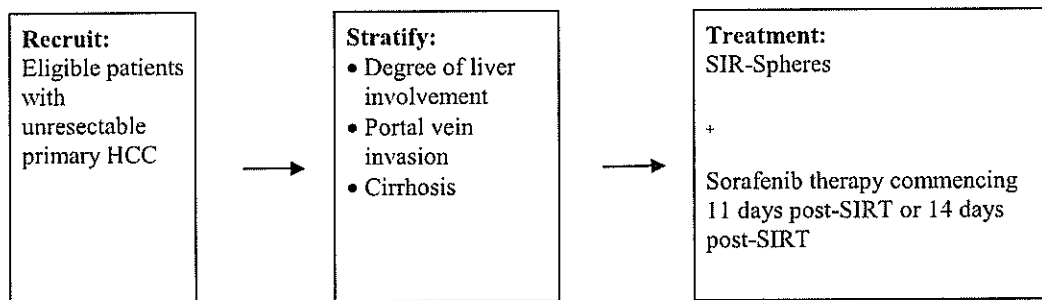 Recruit:
Eligible patients
with
unresectable
primary HCC
Stratify:
• Degree of liver
involvement
• Portal vein
invasion
• Cirrhosis
Treatment:
SIR-Spheres
+
Sorafenib therapy commencing
11 days post-SIRT or 14 days
post-SIRT